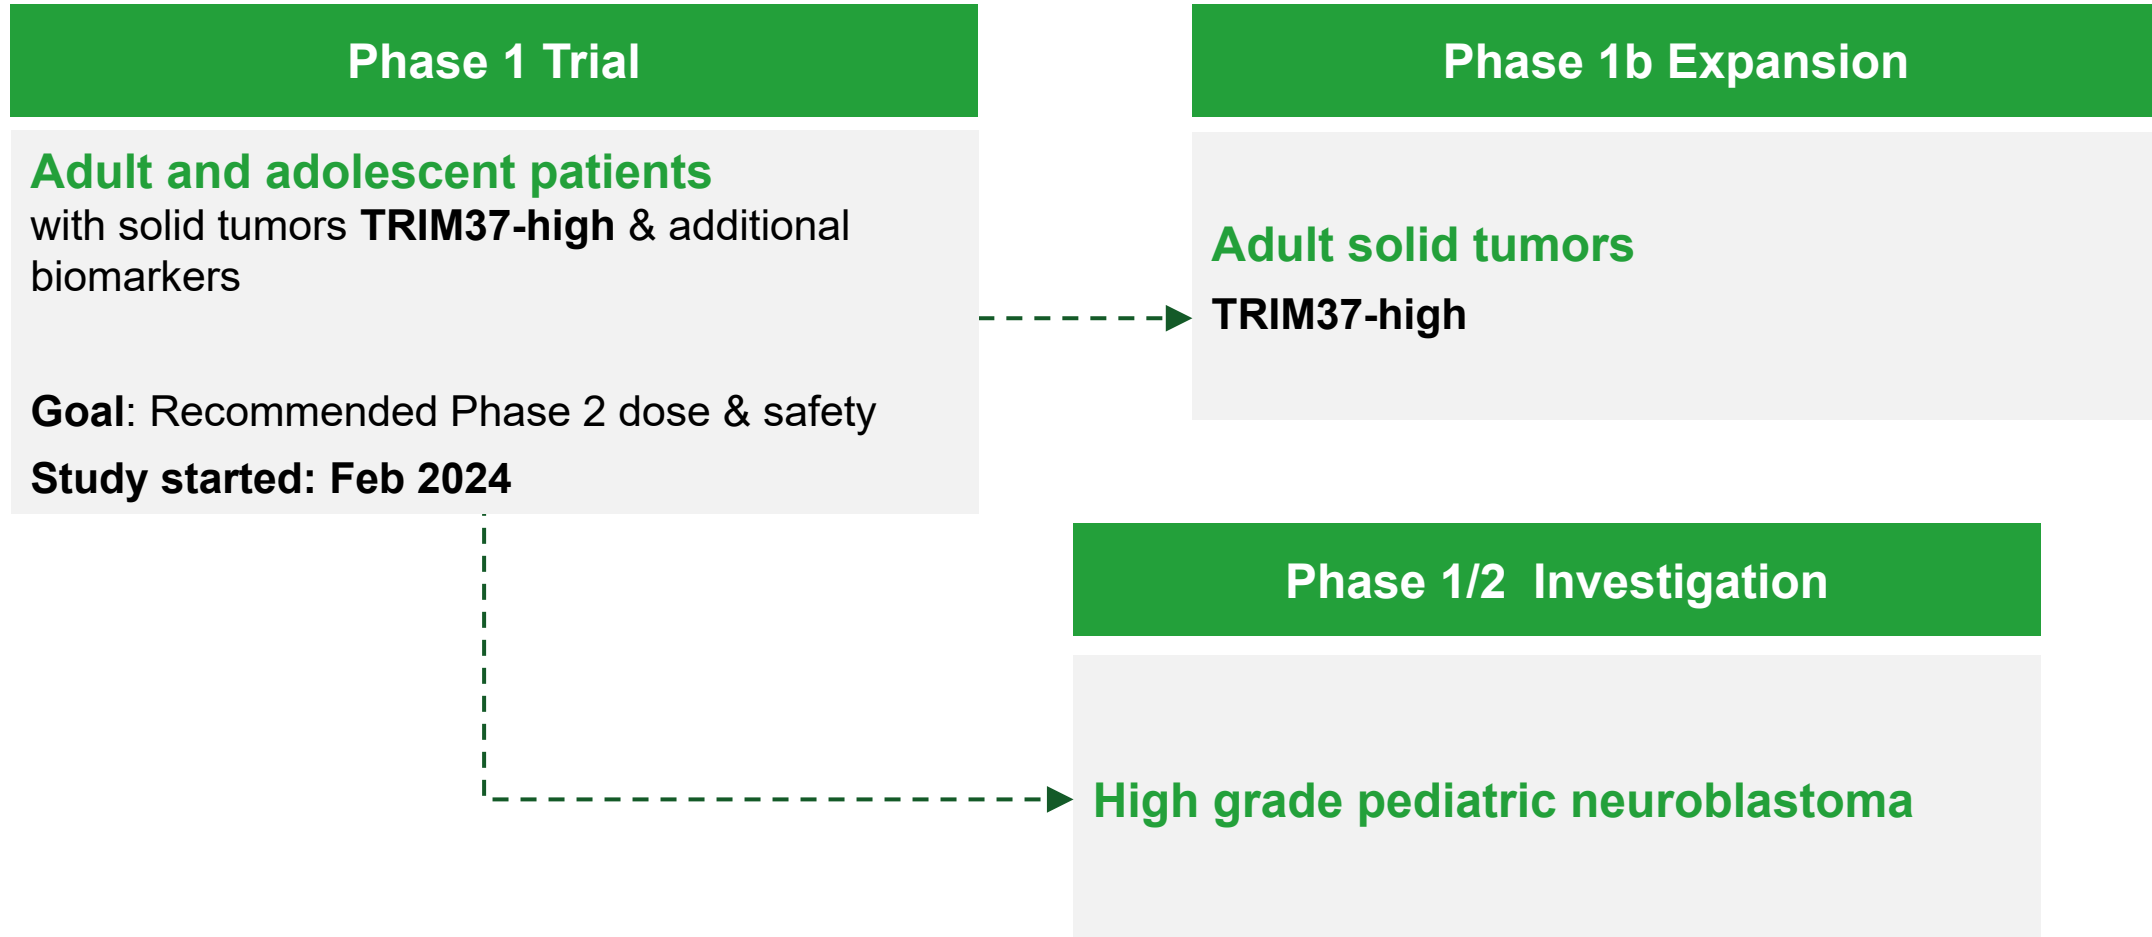 Phase 1 Trial
Adult and adolescent patients
with solid tumors TRIM37-high & additional
biomarkers
Goal: Recommended Phase 2 dose & safety
Study started: Feb 2024
Phase 1b Expansion
Adult solid tumors
TRIM37-high
Phase 1/2  Investigation
High grade pediatric neuroblastoma